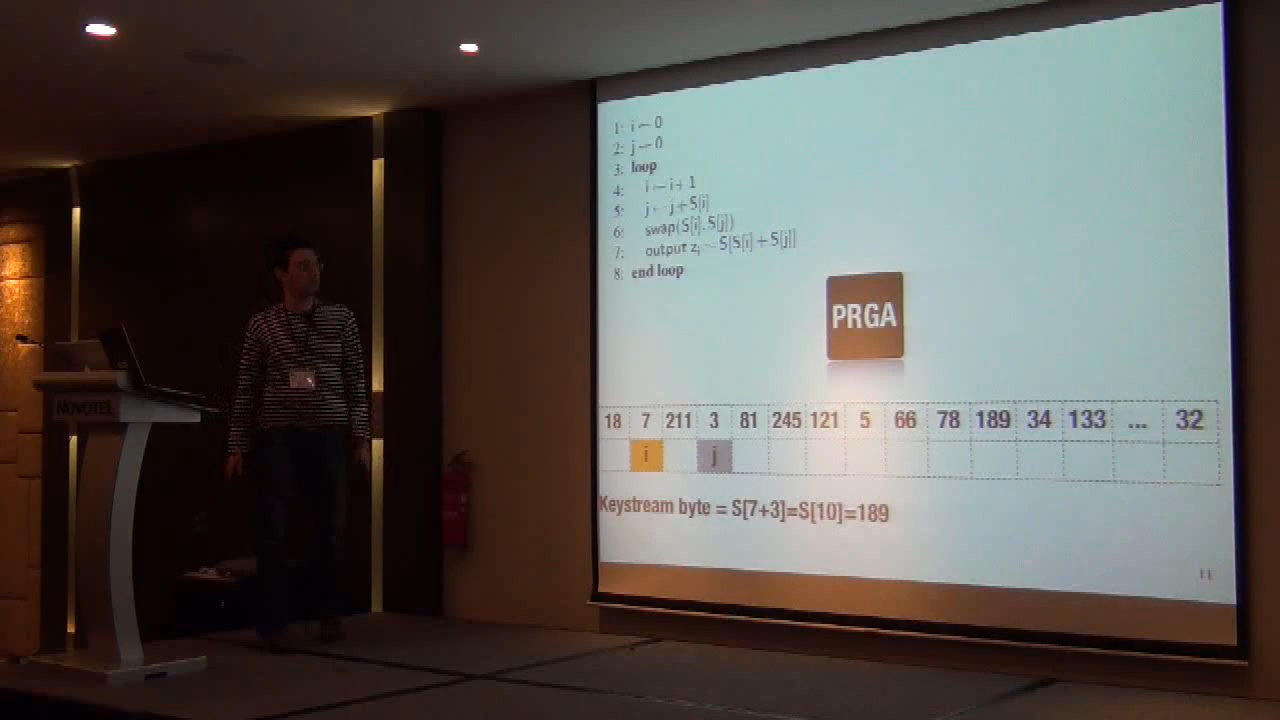 1: i ← 0
2: j ← 0
3: loop
4: i ← i + 1
5: j ← j + S[i]
6: swap(S[i], S[j])
7: output zᵢ ← S[S[i] + S[j]]
8: end loop
PRGA
18 7 211 3 81 245 121 5 66 78 189 34 133 ... 32
i j
Keystream byte = S[7+3]=S[10]=189
11
NOVOTEL